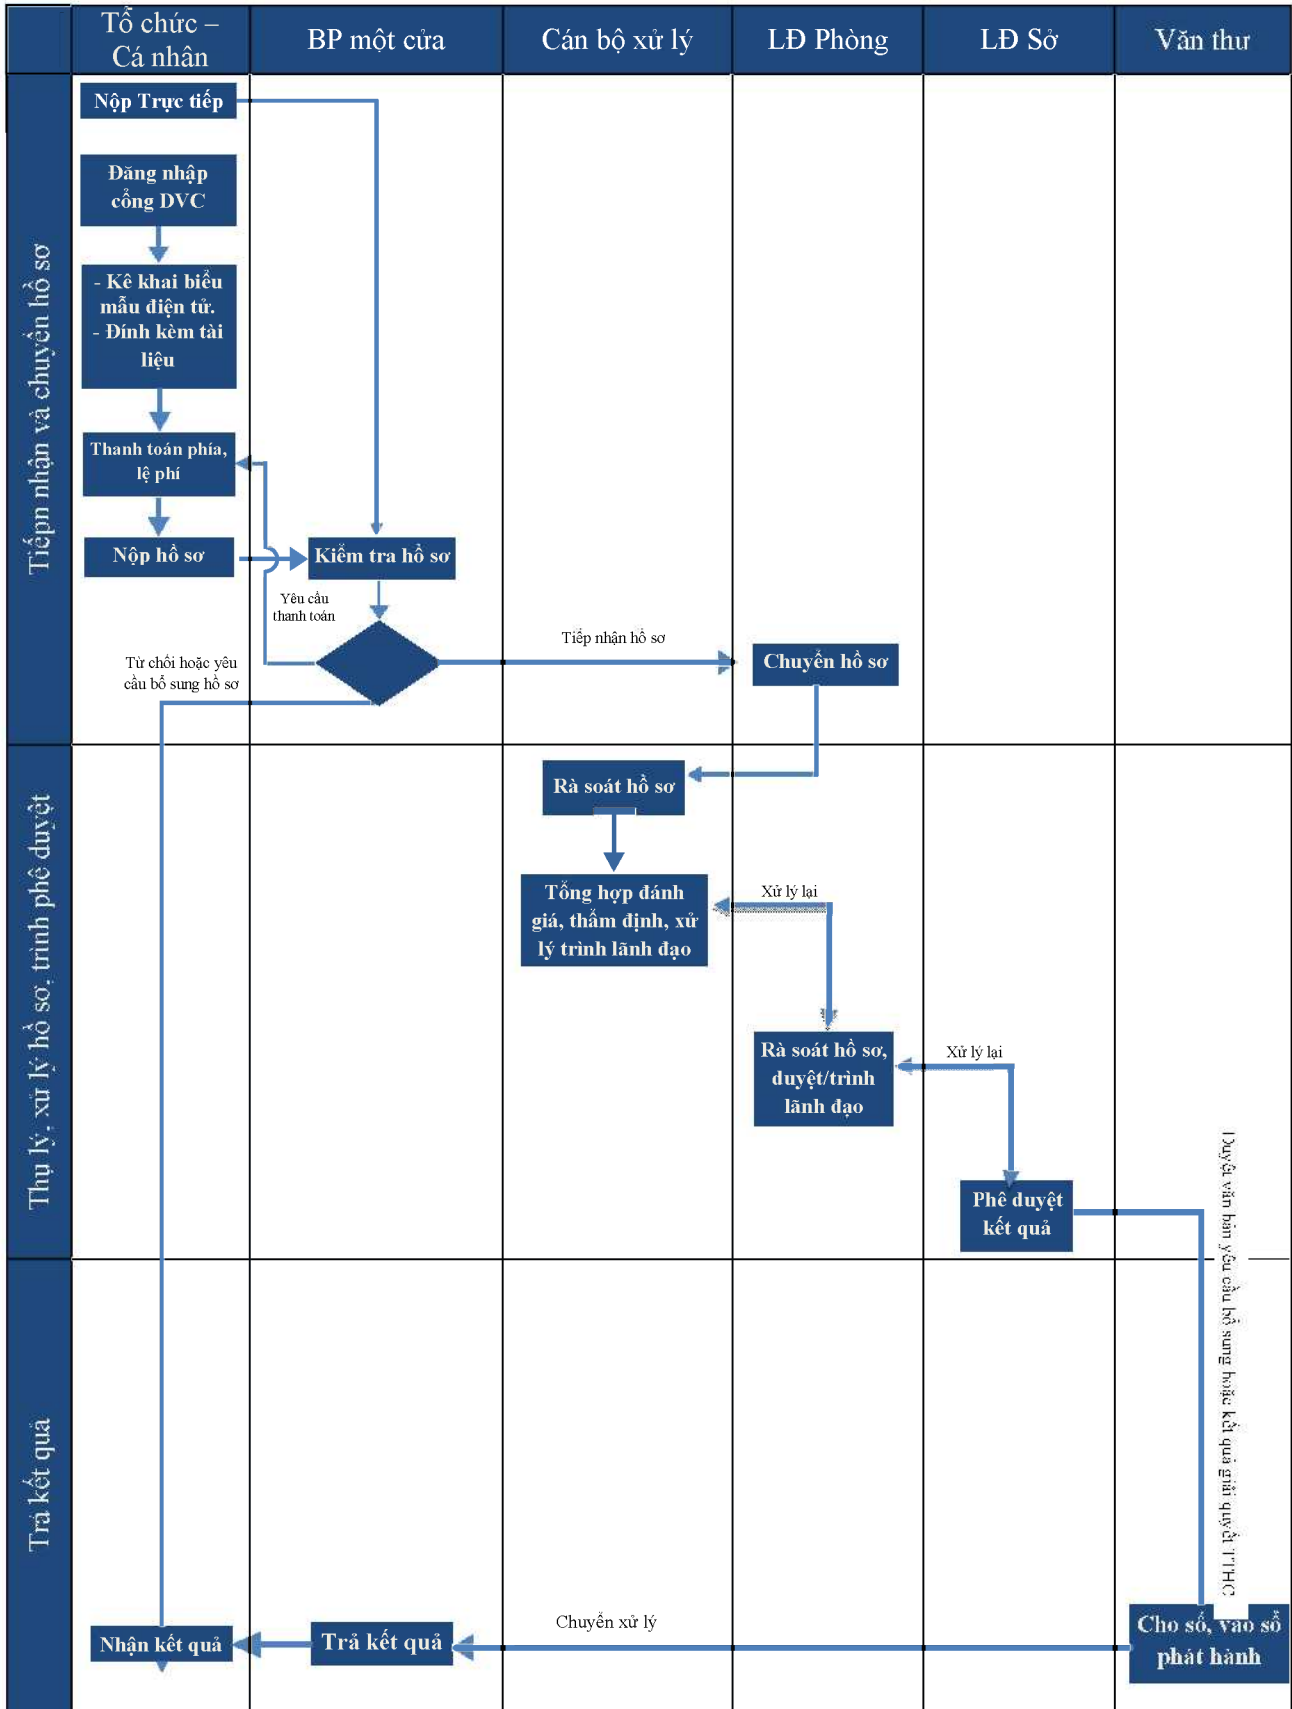 Tổ chức –
Cá nhân
BP một cửa
Cán bộ xử lý
LĐ Phòng
LĐ Sở
Văn thư
Tiếpn nhận và chuyển hồ sơ
Nộp Trực tiếp
Đăng nhập
cổng DVC
- Kê khai biểu
mẫu điện tử.
- Đính kèm tài
liệu
Thanh toán phía,
lệ phí
Nộp hồ sơ
Kiểm tra hồ sơ
Yêu cầu
thanh toán
Từ chối hoặc yêu
cầu bổ sung hồ sơ
Tiếp nhận hồ sơ
Chuyển hồ sơ
Thụ lý, xử lý hồ sơ, trình phê duyệt
Rà soát hồ sơ
Tổng hợp đánh
giá, thẩm định, xử
lý trình lãnh đạo
Xử lý lại
Rà soát hồ sơ,
duyệt/trình
lãnh đạo
Xử lý lại
Phê duyệt
kết quả
Duyệt văn bản yêu cầu bổ sung hoặc kết quả giải quyết TTHC
Trả kết quả
Nhận kết quả
Trả kết quả
Chuyển xử lý
Cho số, vào sổ
phát hành